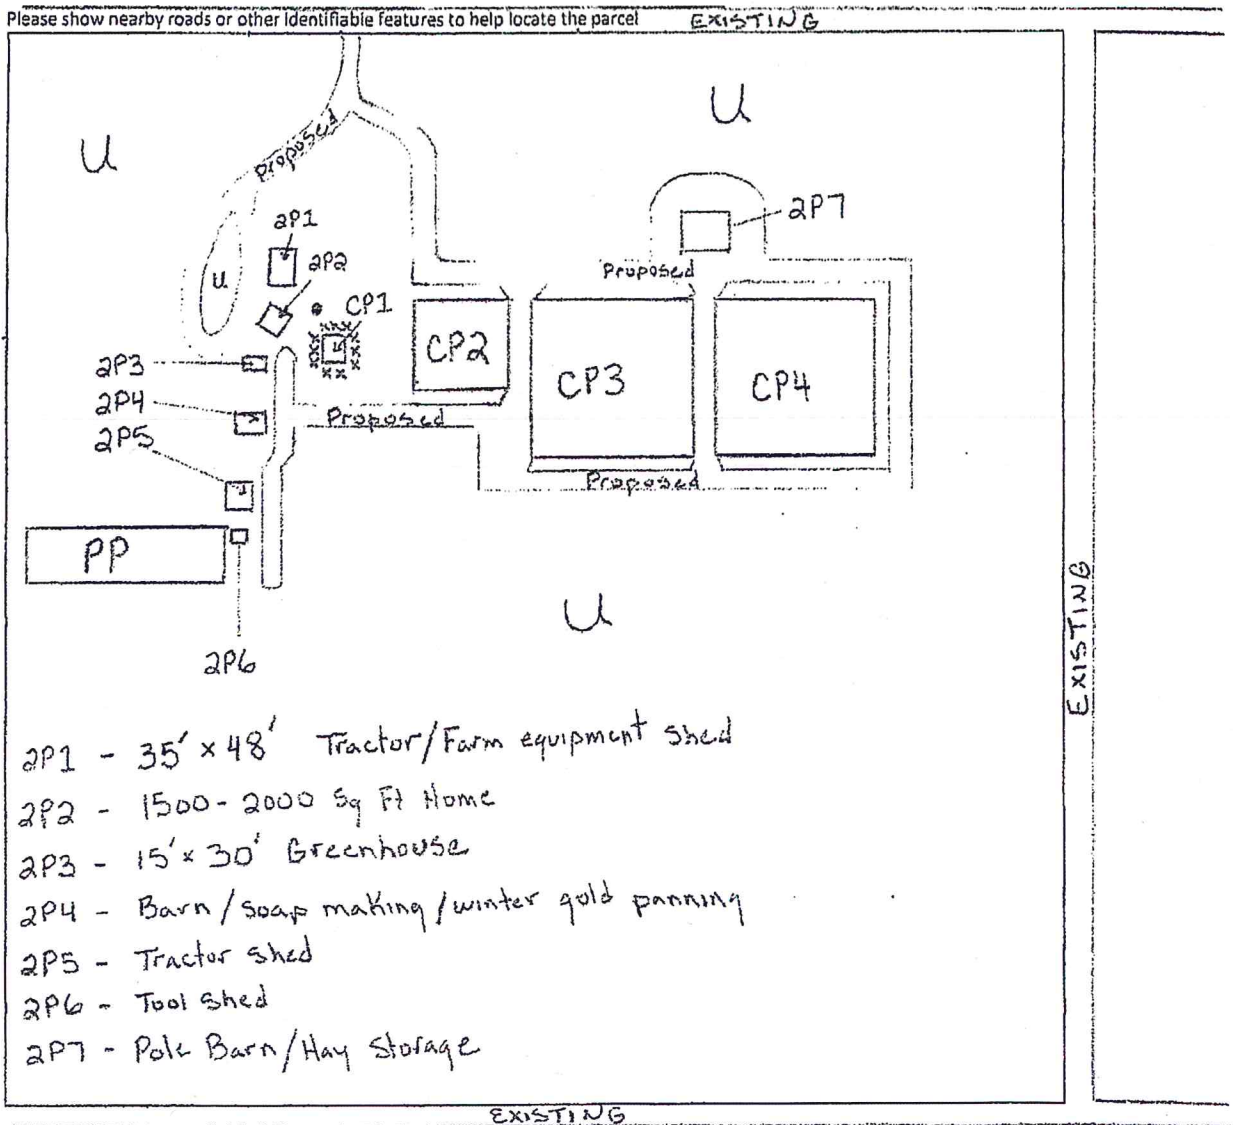 Please show nearby roads or other identifiable features to help locate the parcel EXISTING
U
U
Proposed
2P1
2P7
2P2
U
Proposed
CP1
2P3
CP2
CP3
CP4
2P4
Proposed
2P5
Proposed
PP
EXISTING
U
2P6
2P1 - 35' x 48' Tractor/Farm equipment Shed
2P2 - 1500-2000 Sq Ft Home
2P3 - 15' x 30' Greenhouse
2P4 - Barn/Soap making/winter gold panning
2P5 - Tractor Shed
2P6 - Tool Shed
2P7 - Pole Barn/Hay Storage
EXISTING